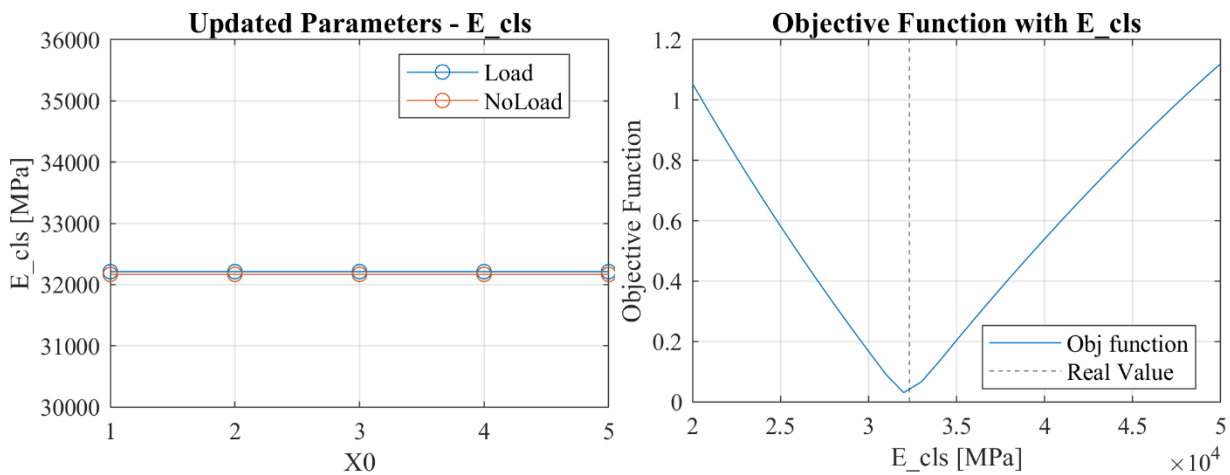 Updated Parameters - E_cls
36000
35000
34000
33000
32000
31000
30000
E_cls [MPa]
Load
NoLoad
1
2
3
4
5
X0
Objective Function with E_cls
1.2
1
0.8
0.6
0.4
0.2
0
Objective Function
Obj function
Real Value
2
2.5
3
3.5
4
4.5
5
E_cls [MPa]
×10⁴